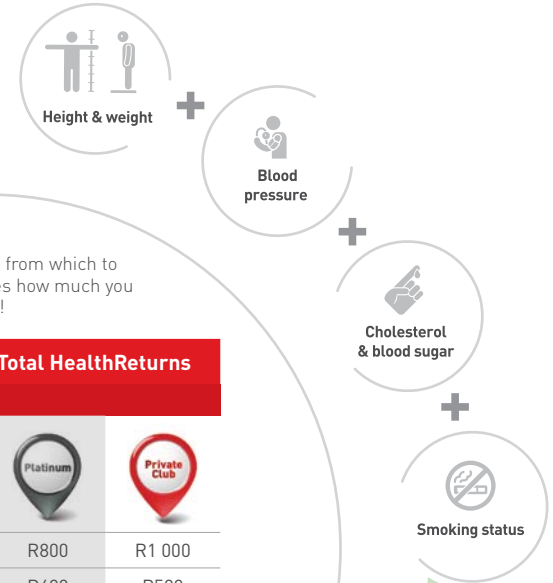 Height & weight
Blood
pressure
from which to
how much you
!
Cholesterol
& blood sugar
Total HealthReturns
Platinum
Private
Club
Smoking status
R800 R1 000